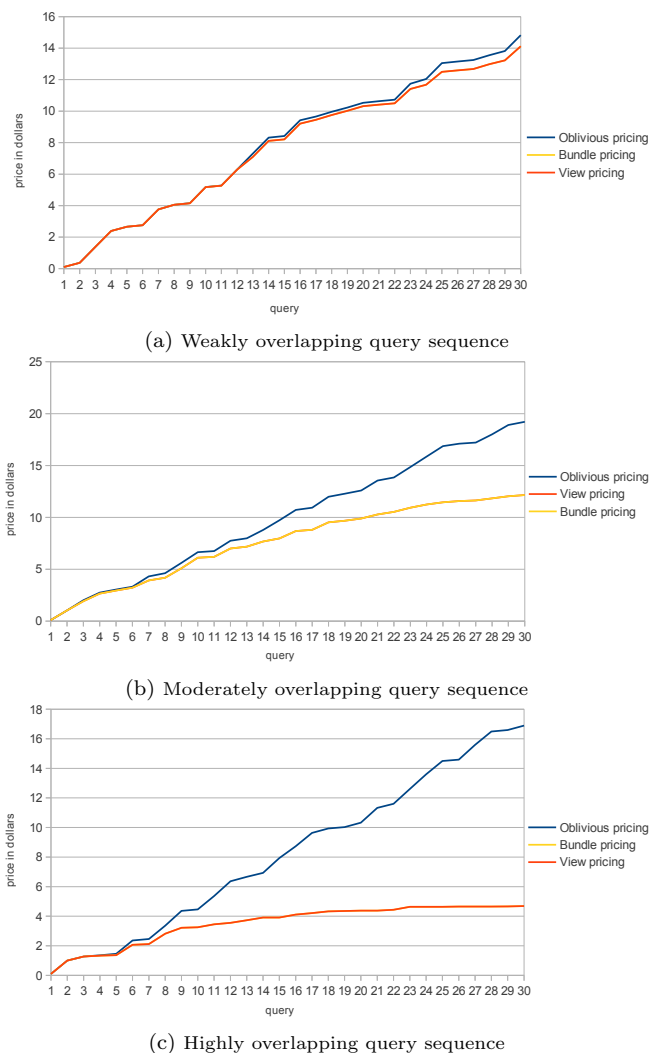 16
14
12
10
8
6
4
2
0
price in dollars
1 2 3 4 5 6 7 8 9 10 11 12 13 14 15 16 17 18 19 20 21 22 23 24 25 26 27 28 29 30
query
Oblivious pricing
Bundle pricing
View pricing
(a) Weakly overlapping query sequence
25
20
15
10
5
0
price in dollars
1 2 3 4 5 6 7 8 9 10 11 12 13 14 15 16 17 18 19 20 21 22 23 24 25 26 27 28 29 30
query
Oblivious pricing
View pricing
Bundle pricing
(b) Moderately overlapping query sequence
18
16
14
12
10
8
6
4
2
0
price in dollars
1 2 3 4 5 6 7 8 9 10 11 12 13 14 15 16 17 18 19 20 21 22 23 24 25 26 27 28 29 30
query
Oblivious pricing
Bundle pricing
View pricing
(c) Highly overlapping query sequence